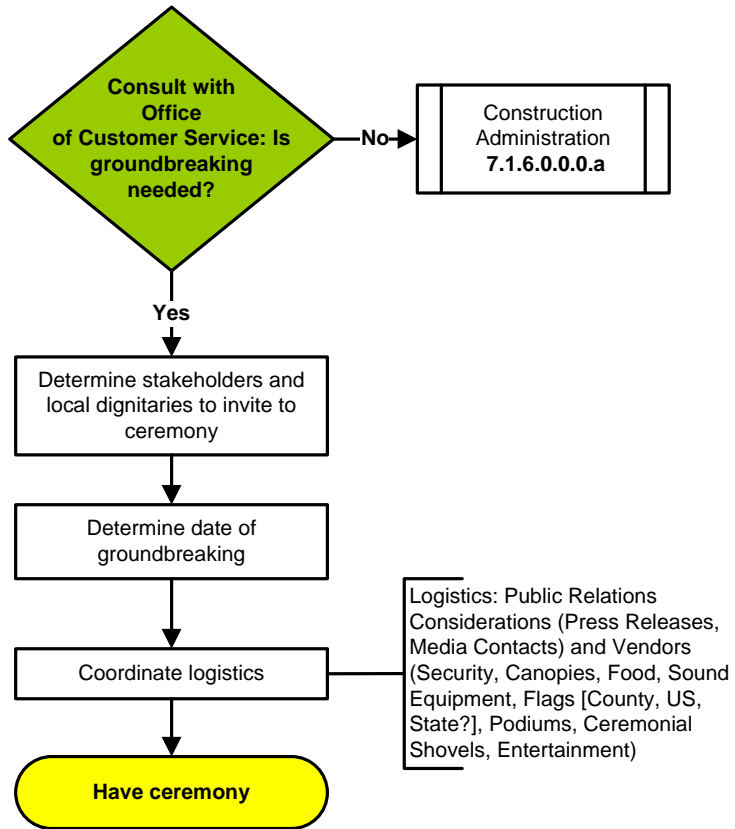 Consult with
Office
of Customer Service: Is
groundbreaking
needed?
No
Construction
Administration
7.1.6.0.0.0.a
Yes
Determine stakeholders and
local dignitaries to invite to
ceremony
Determine date of
groundbreaking
Coordinate logistics
Logistics: Public Relations
Considerations (Press Releases,
Media Contacts) and Vendors
(Security, Canopies, Food, Sound
Equipment, Flags [County, US,
State?], Podiums, Ceremonial
Shovels, Entertainment)
Have ceremony